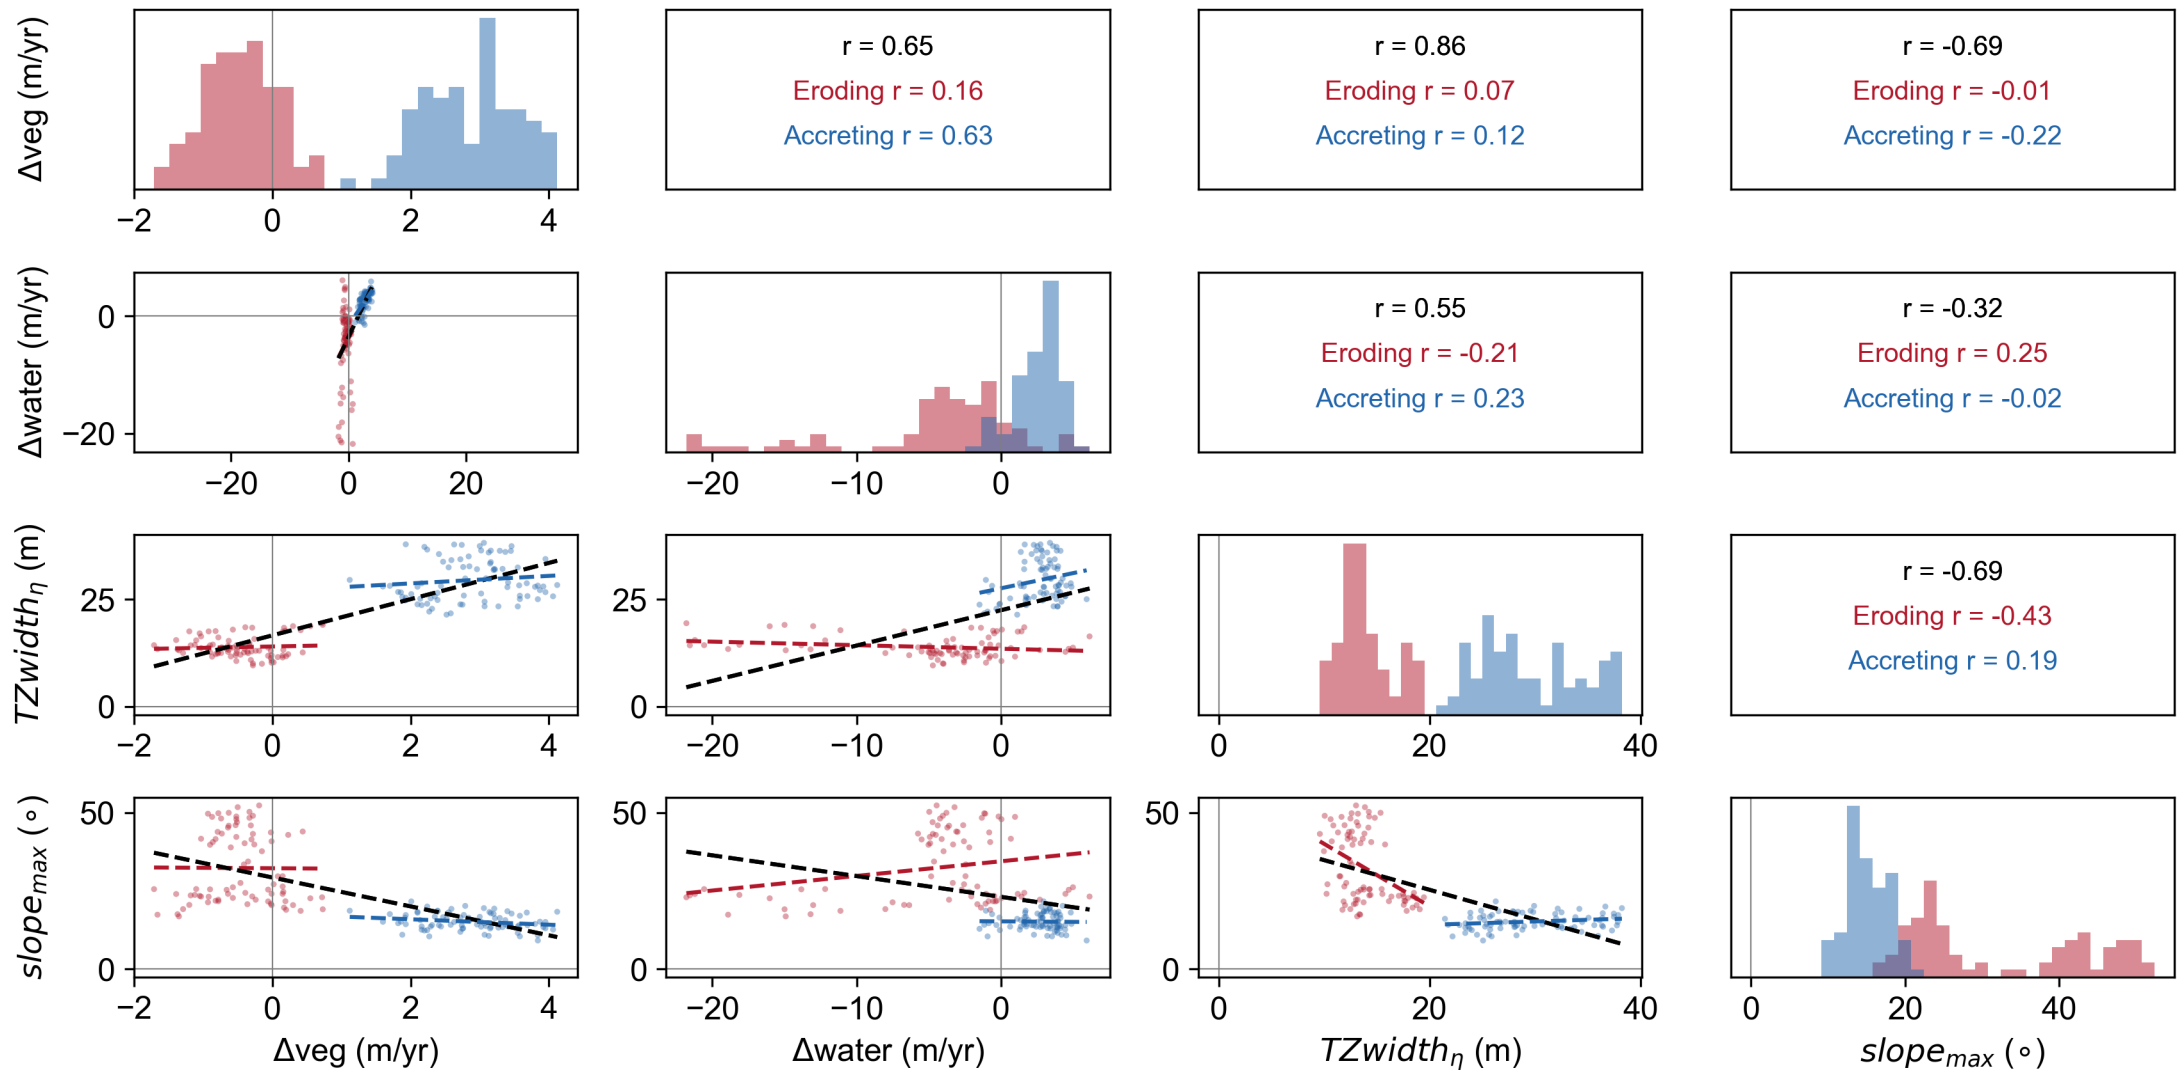 Δveg (m/yr)
r = 0.65
Eroding r = 0.16
Accreting r = 0.63
r = 0.86
Eroding r = 0.07
Accreting r = 0.12
r = -0.69
Eroding r = -0.01
Accreting r = -0.22
−2 0 2 4
Δwater (m/yr)
0
−20
−20 0 20
−20 −10 0
r = 0.55
Eroding r = -0.21
Accreting r = 0.23
r = -0.32
Eroding r = 0.25
Accreting r = -0.02
TZwidthη (m)
25
0
−2 0 2 4
25
0
−20 −10 0
0 20 40
r = -0.69
Eroding r = -0.43
Accreting r = 0.19
slopemax (∘)
50
0
−2 0 2 4
Δveg (m/yr)
50
0
−20 −10 0
Δwater (m/yr)
50
0
0 20 40
TZwidthη (m)
0 20 40
slopemax (∘)